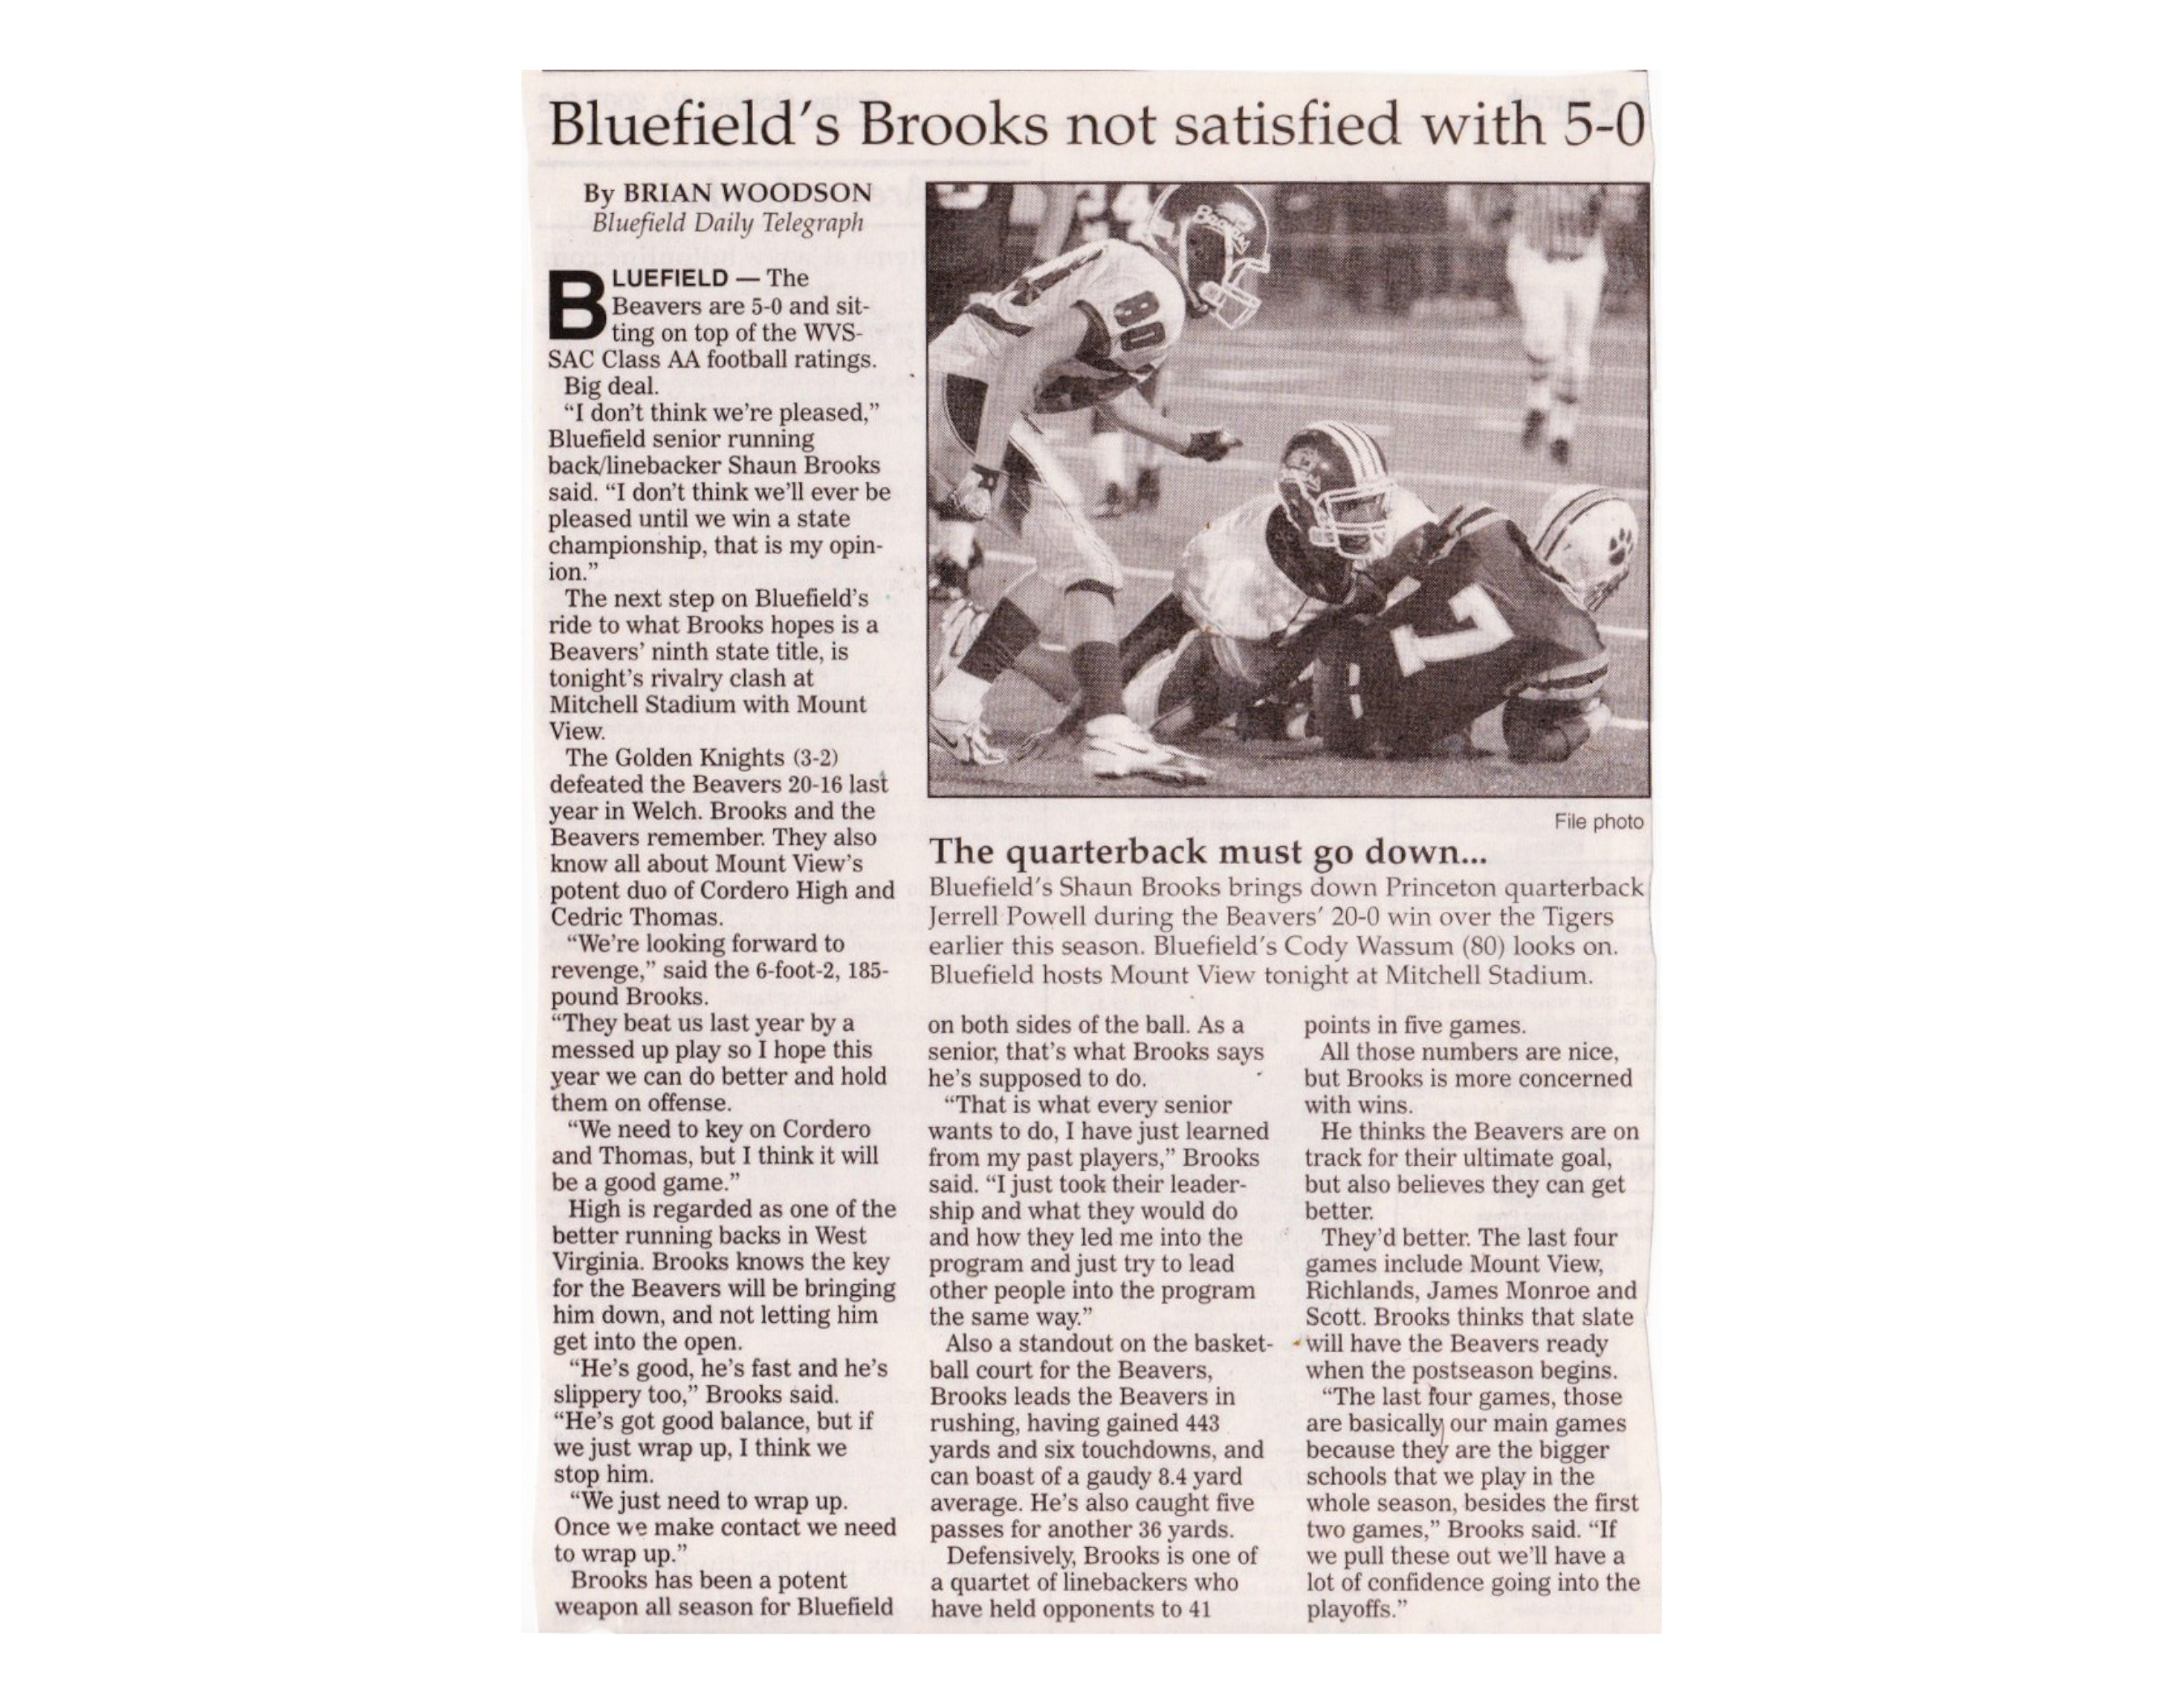 Bluefield's Brooks not satisfied with 5-0
By BRIAN WOODSON
Bluefield Daily Telegraph
BLUEFIELD — The
Beavers are 5-0 and sit-
ting on top of the WVS-
SAC Class AA football ratings.
Big deal.
“I don't think we're pleased,”
Bluefield senior running
back/linebacker Shaun Brooks
said. “I don't think we'll ever be
pleased until we win a state
championship, that is my opin-
ion.”
The next step on Bluefield's
ride to what Brooks hopes is a
Beavers' ninth state title, is
tonight's rivalry clash at
Mitchell Stadium with Mount
View.
The Golden Knights (3-2)
defeated the Beavers 20-16 last
year in Welch. Brooks and the
Beavers remember. They also
know all about Mount View's
potent duo of Cordero High and
Cedric Thomas.
“We're looking forward to
revenge,” said the 6-foot-2, 185-
pound Brooks.
“They beat us last year by a
messed up play so I hope this
year we can do better and hold
them on offense.
“We need to key on Cordero
and Thomas, but I think it will
be a good game.”
High is regarded as one of the
better running backs in West
Virginia. Brooks knows the key
for the Beavers will be bringing
him down, and not letting him
get into the open.
“He's good, he's fast and he's
slippery too,” Brooks said.
“He's got good balance, but if
we just wrap up, I think we
stop him.
“We just need to wrap up.
Once we make contact we need
to wrap up.”
Brooks has been a potent
weapon all season for Bluefield
80
17
File photo
The quarterback must go down...
Bluefield's Shaun Brooks brings down Princeton quarterback
Jerrell Powell during the Beavers' 20-0 win over the Tigers
earlier this season. Bluefield's Cody Wassum (80) looks on.
Bluefield hosts Mount View tonight at Mitchell Stadium.
on both sides of the ball. As a
senior, that's what Brooks says
he's supposed to do.
“That is what every senior
wants to do, I have just learned
from my past players,” Brooks
said. “I just took their leader-
ship and what they would do
and how they led me into the
program and just try to lead
other people into the program
the same way.”
Also a standout on the basket-
ball court for the Beavers,
Brooks leads the Beavers in
rushing, having gained 443
yards and six touchdowns, and
can boast of a gaudy 8.4 yard
average. He's also caught five
passes for another 36 yards.
Defensively, Brooks is one of
a quartet of linebackers who
have held opponents to 41
points in five games.
All those numbers are nice,
but Brooks is more concerned
with wins.
He thinks the Beavers are on
track for their ultimate goal,
but also believes they can get
better.
They'd better. The last four
games include Mount View,
Richlands, James Monroe and
Scott. Brooks thinks that slate
will have the Beavers ready
when the postseason begins.
“The last four games, those
are basically our main games
because they are the bigger
schools that we play in the
whole season, besides the first
two games,” Brooks said. “If
we pull these out we'll have a
lot of confidence going into the
playoffs.”